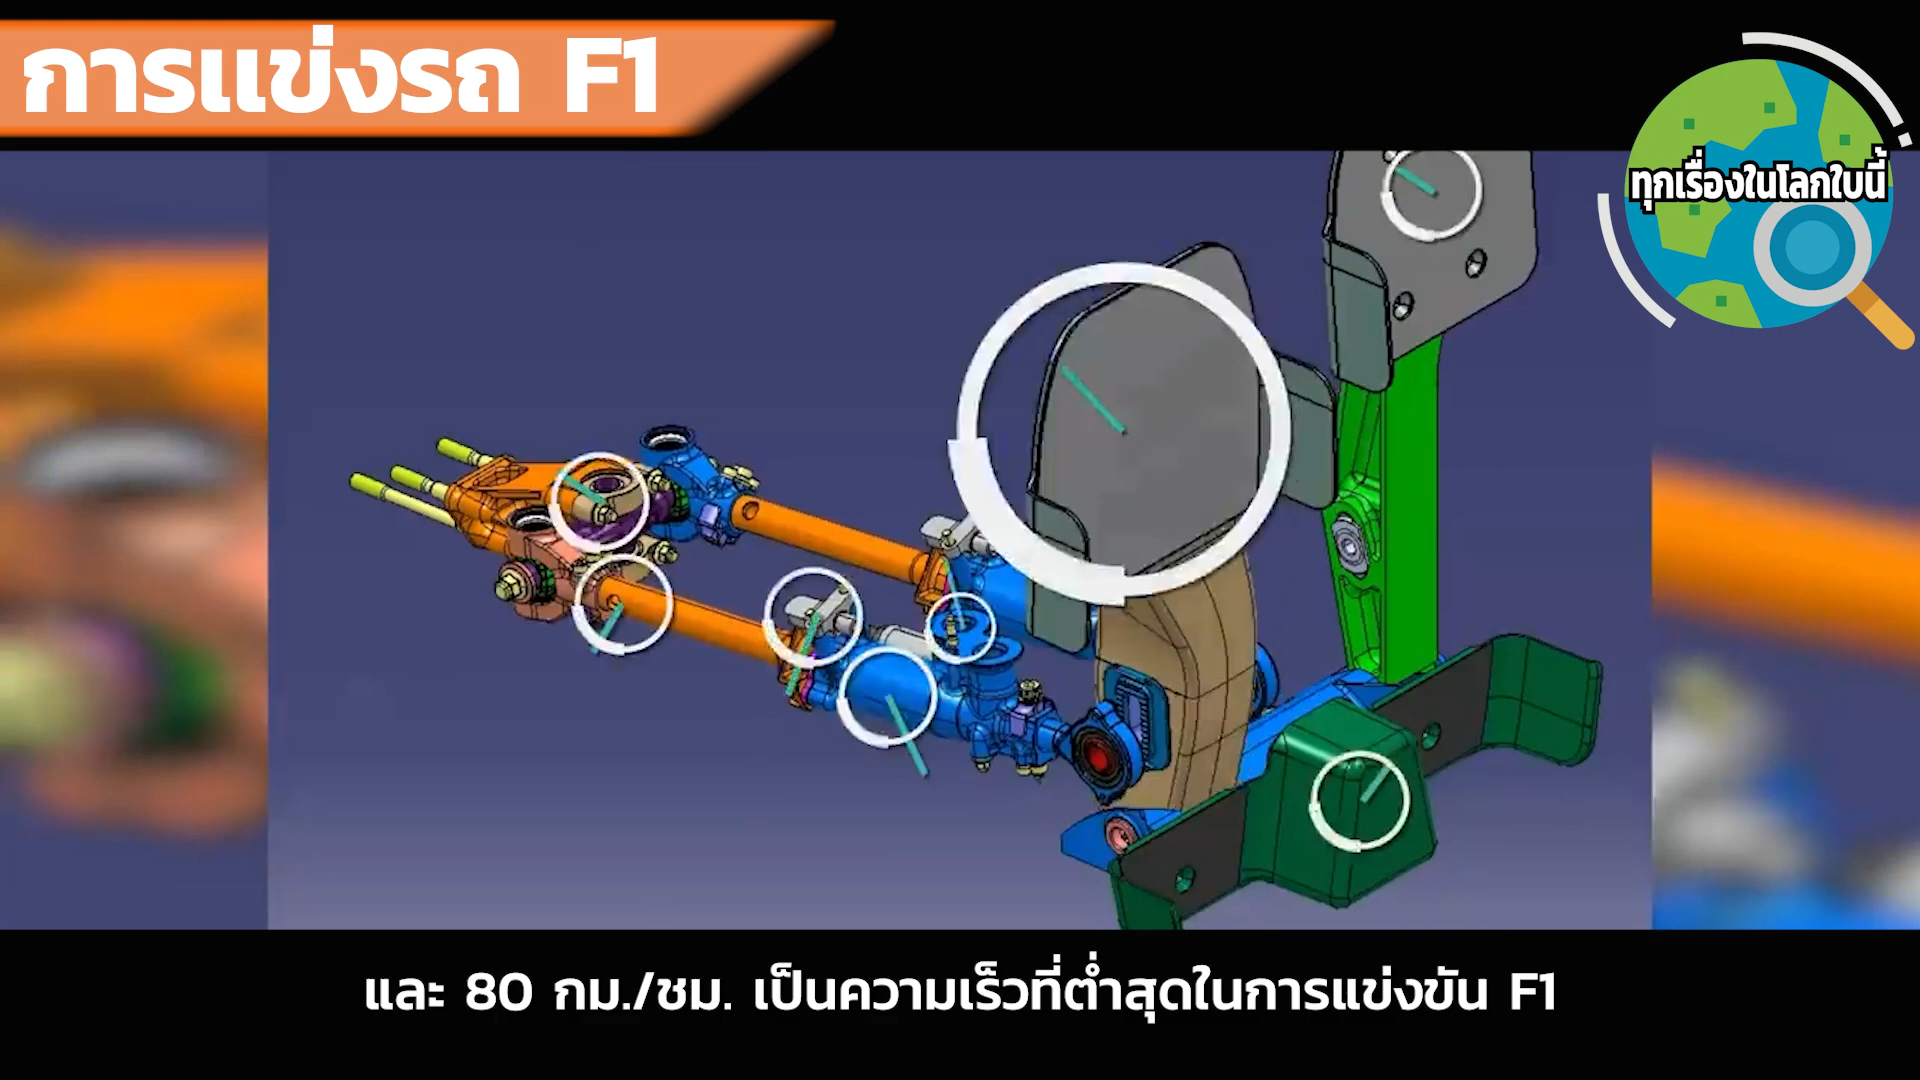 การแข่งรถ F1
ทุกเรื่องในโลกใบนี้
และ 80 กม./ชม. เป็นความเร็วที่ต่ำสุดในการแข่งขัน F1